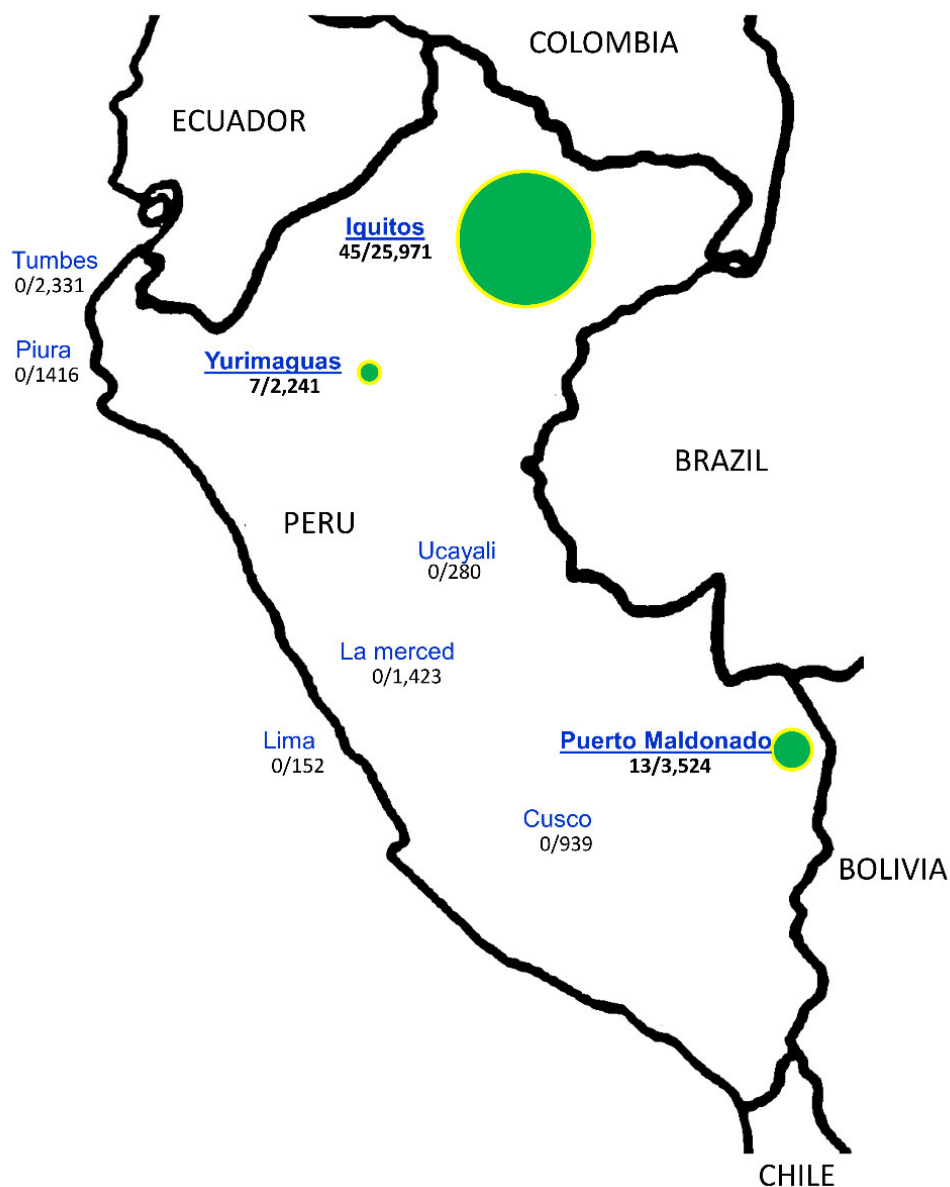 COLOMBIA
ECUADOR
Iquitos
45/25,971
Tumbes
0/2,331
Piura
0/1416
Yurimaguas
7/2,241
BRAZIL
PERU
Ucayali
0/280
La merced
0/1,423
Lima
0/152
Puerto Maldonado
13/3,524
Cusco
0/939
BOLIVIA
CHILE